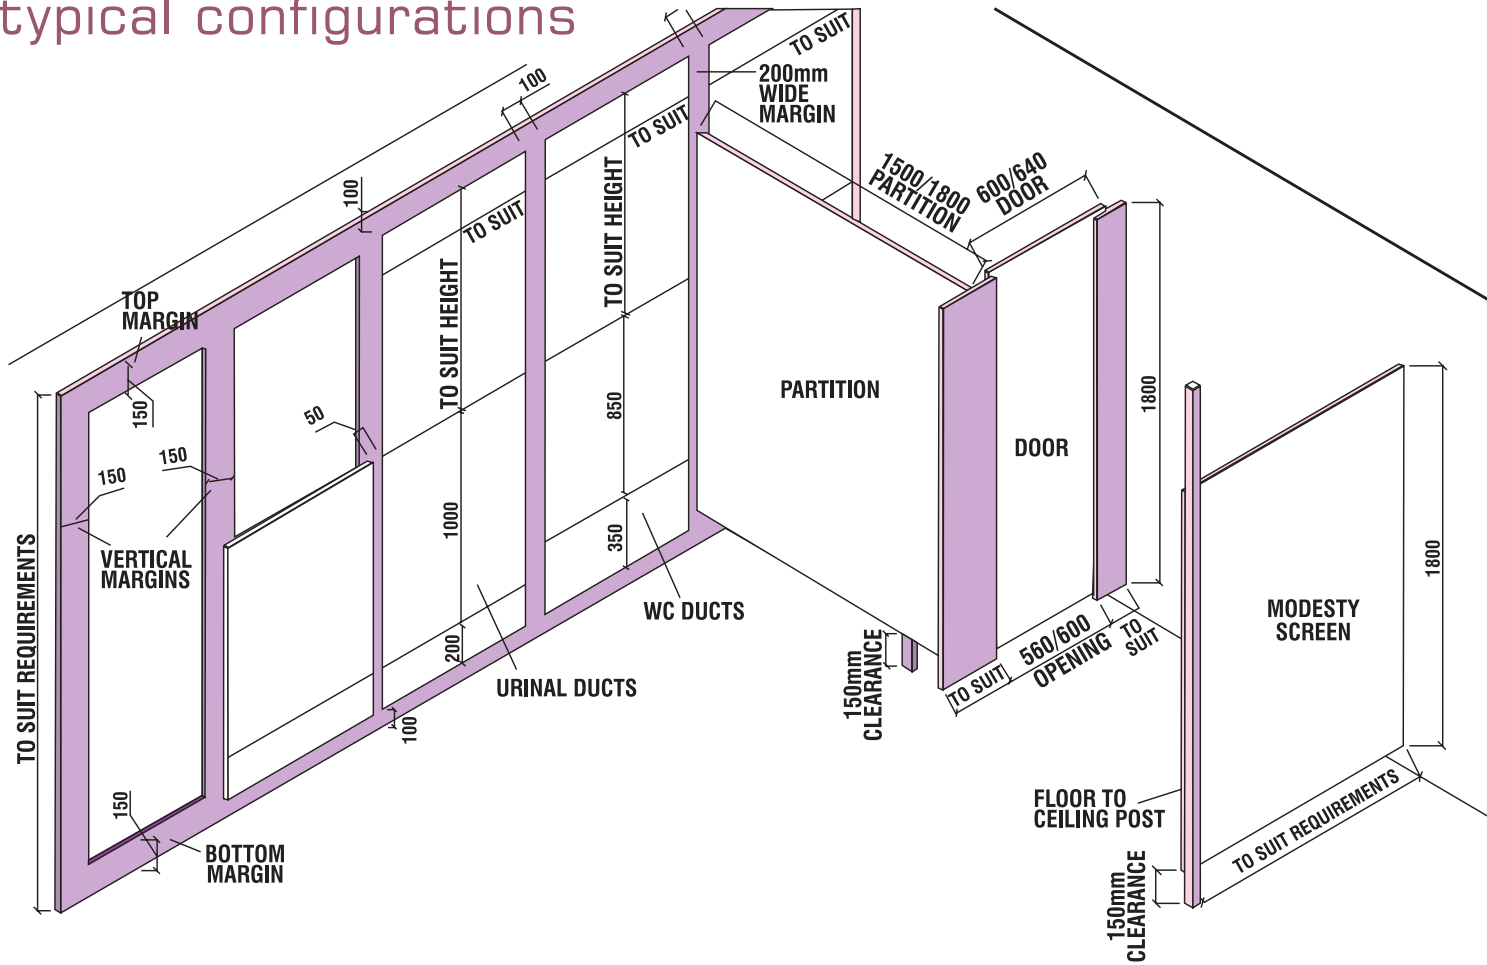 typical configurations
TO SUIT
200mm
WIDE
MARGIN
100
TO SUIT
100
TO SUIT
TO SUIT HEIGHT
TO SUIT HEIGHT
1500/1800
PARTITION
600/640
DOOR
TOP
MARGIN
150
50
150
150
VERTICAL
MARGINS
TO SUIT REQUIREMENTS
850
1000
350
200
100
WC DUCTS
URINAL DUCTS
150
BOTTOM
MARGIN
PARTITION
DOOR
1800
150mm
CLEARANCE
TO SUIT
560/600
OPENING
TO
SUIT
MODESTY
SCREEN
1800
FLOOR TO
CEILING POST
TO SUIT REQUIREMENTS
150mm
CLEARANCE